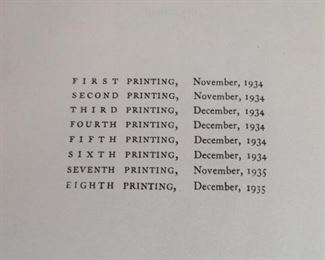 FIRST PRINTING, November, 1934
SECOND PRINTING, November, 1934
THIRD PRINTING, December, 1934
FOURTH PRINTING, December, 1934
FIFTH PRINTING, December, 1934
SIXTH PRINTING, December, 1934
SEVENTH PRINTING, November, 1935
EIGHTH PRINTING, December, 1935